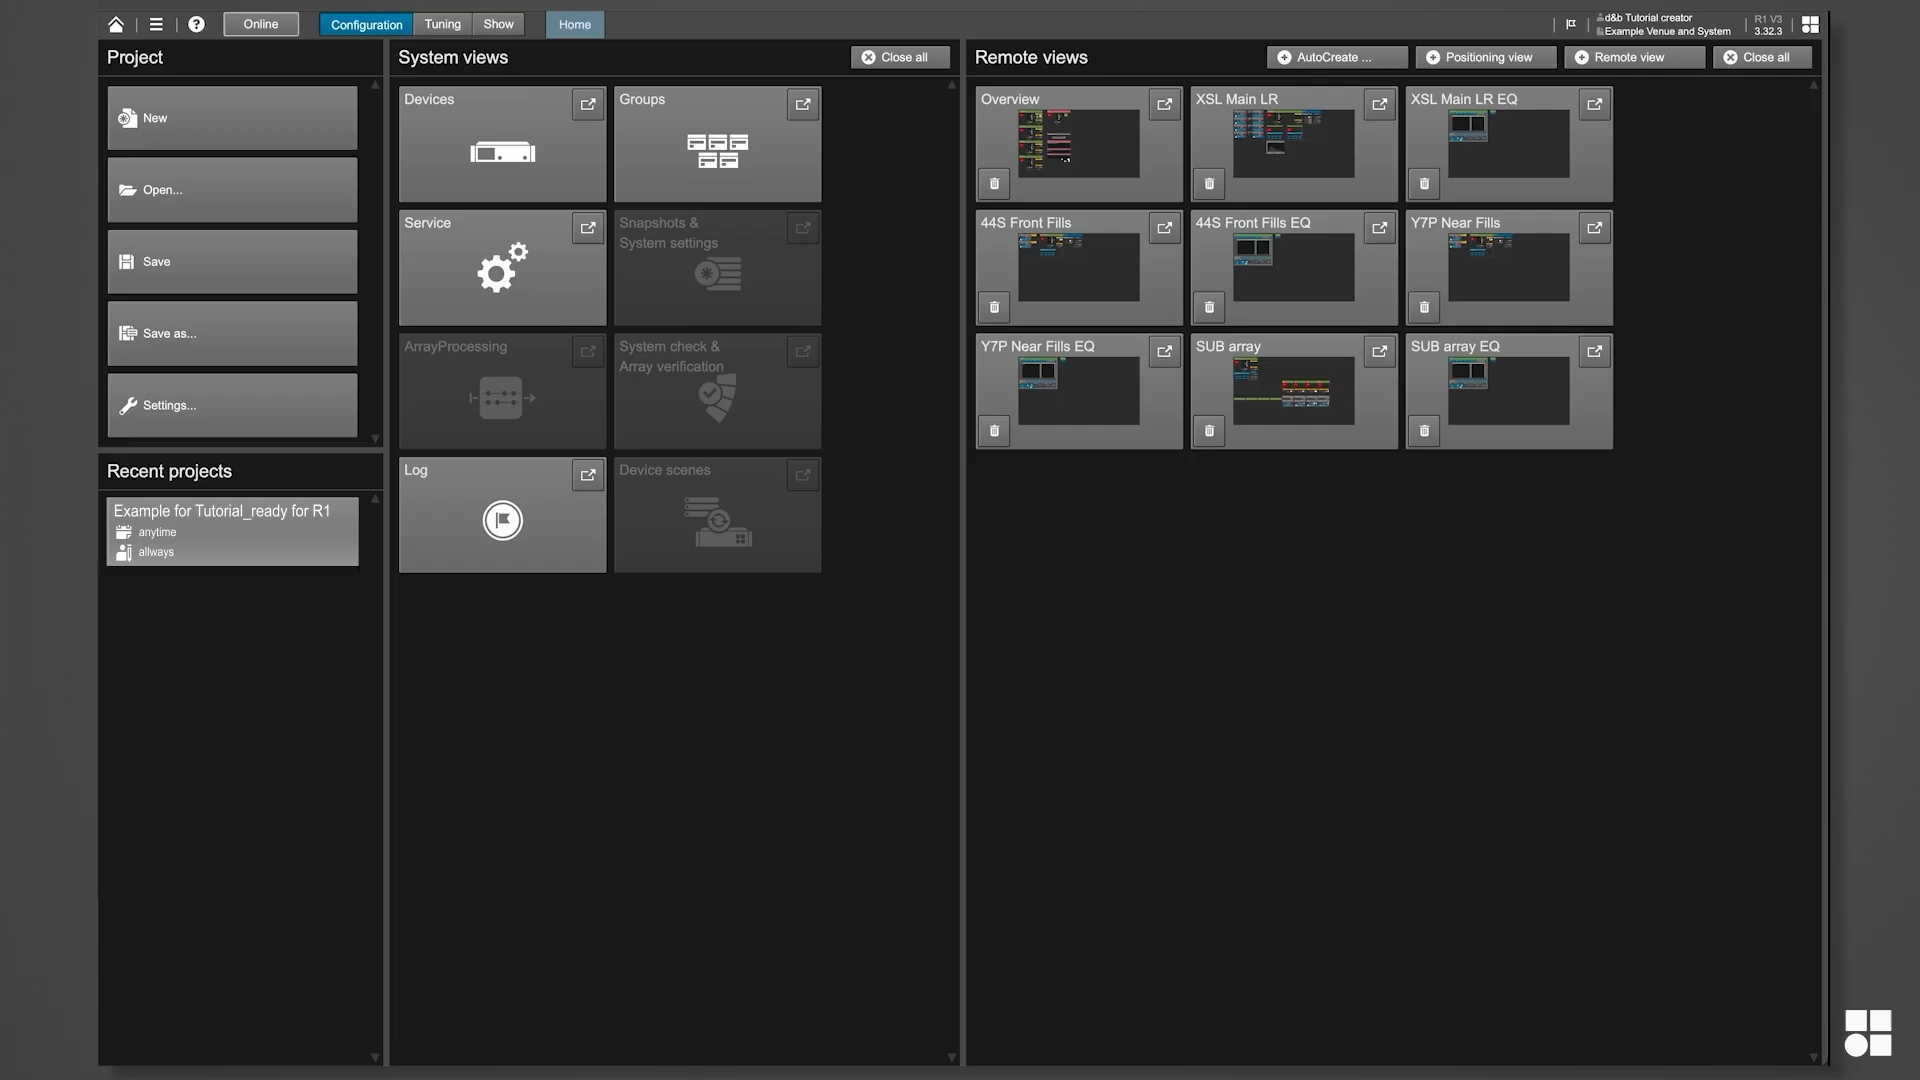 Online
Configuration
Tuning
Show
Home
d&b Tutorial creator
Example Venue and System
R1 V3
3.32.3
Project
New
Open...
Save
Save as...
Settings...
Recent projects
Example for Tutorial_ready for R1
anytime
allways
System views
Close all
Devices
Groups
Service
Snapshots &
System settings
ArrayProcessing
System check &
Array verification
Log
Device scenes
Remote views
AutoCreate ...
Positioning view
Remote view
Close all
Overview
XSL Main LR
XSL Main LR EQ
44S Front Fills
44S Front Fills EQ
Y7P Near Fills
Y7P Near Fills EQ
SUB array
SUB array EQ